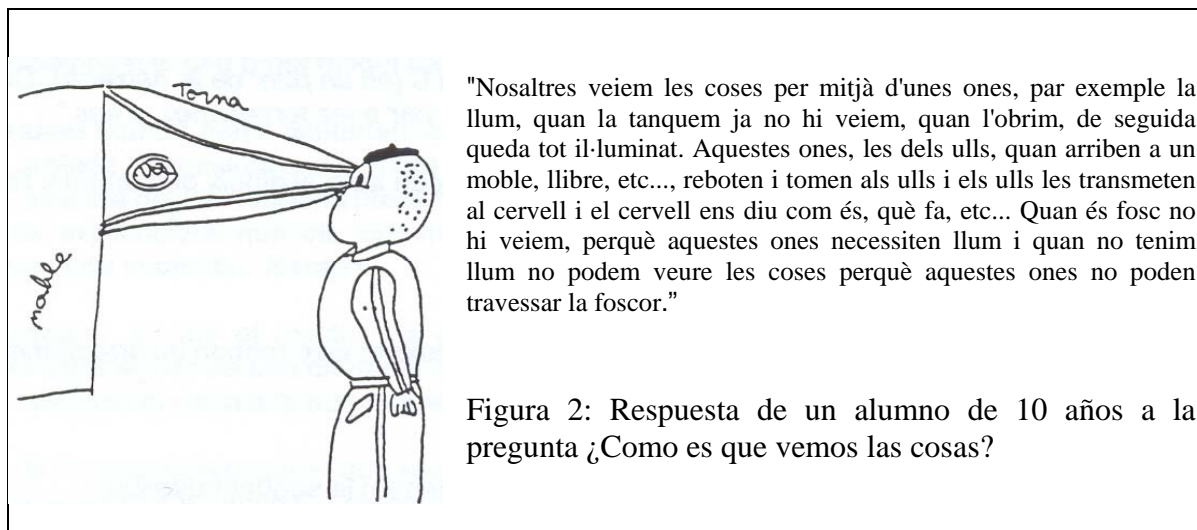 Torna
va
moble
"Nosaltres veiem les coses per mitjà d'unes ones, par exemple la
llum, quan la tanquem ja no hi veiem, quan l'obrim, de seguida
queda tot il·luminat. Aquestes ones, les dels ulls, quan arriben a un
moble, llibre, etc..., reboten i tomen als ulls i els ulls les transmeten
al cervell i el cervell ens diu com és, què fa, etc... Quan és fosc no
hi veiem, perquè aquestes ones necessiten llum i quan no tenim
llum no podem veure les coses perquè aquestes ones no poden
travessar la foscor."
Figura 2: Respuesta de un alumno de 10 años a la
pregunta ¿Como es que vemos las cosas?